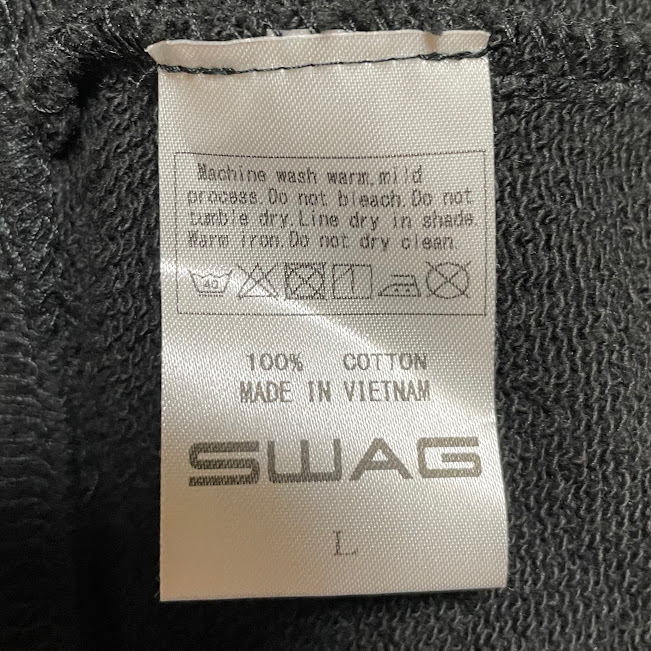 Machine wash warm, mild
process. Do not bleach. Do not
tumble dry. Line dry in shade.
Warm iron. Do not dry clean.
40
100% COTTON
MADE IN VIETNAM
SWAG
L